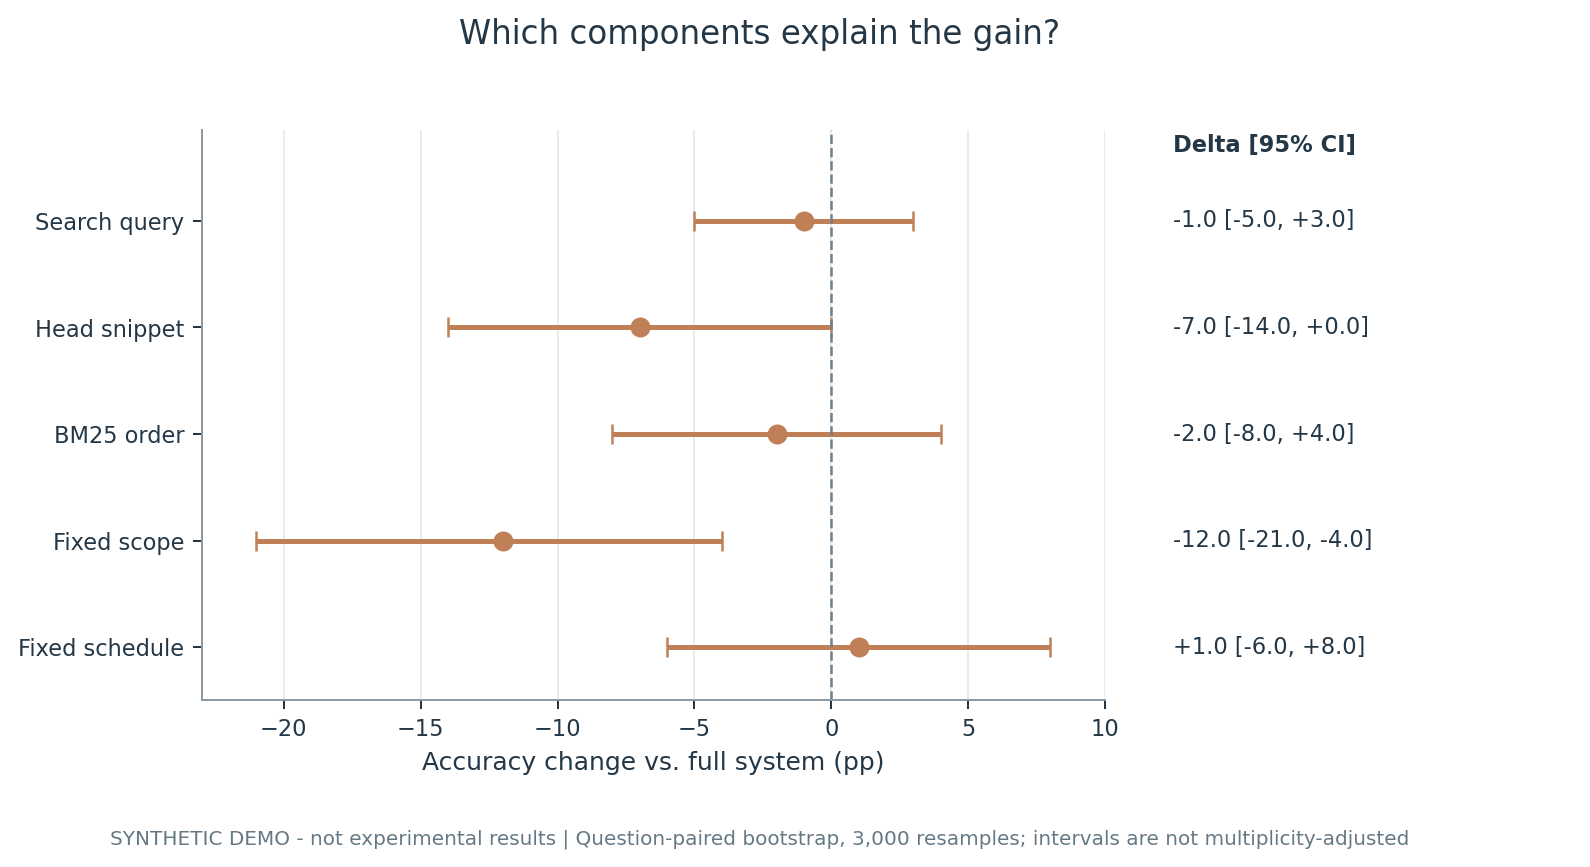 Which components explain the gain?
Delta [95% CI]
Search query
-1.0 [-5.0, +3.0]
Head snippet
-7.0 [-14.0, +0.0]
BM25 order
-2.0 [-8.0, +4.0]
Fixed scope
-12.0 [-21.0, -4.0]
Fixed schedule
+1.0 [-6.0, +8.0]
−20 −15 −10 −5 0 5 10
Accuracy change vs. full system (pp)
SYNTHETIC DEMO - not experimental results | Question-paired bootstrap, 3,000 resamples; intervals are not multiplicity-adjusted